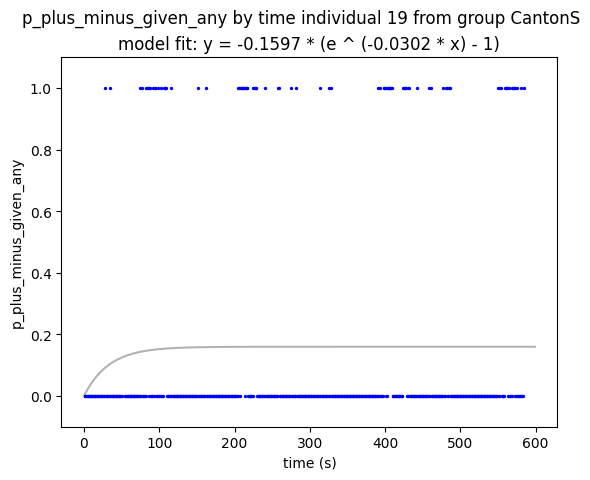 p_plus_minus_given_any by time individual 19 from group CantonS
model fit: y = -0.1597 * (e ^ (-0.0302 * x) - 1)
1.0
0.8
0.6
0.4
0.2
0.0
p_plus_minus_given_any
0 100 200 300 400 500 600
time (s)